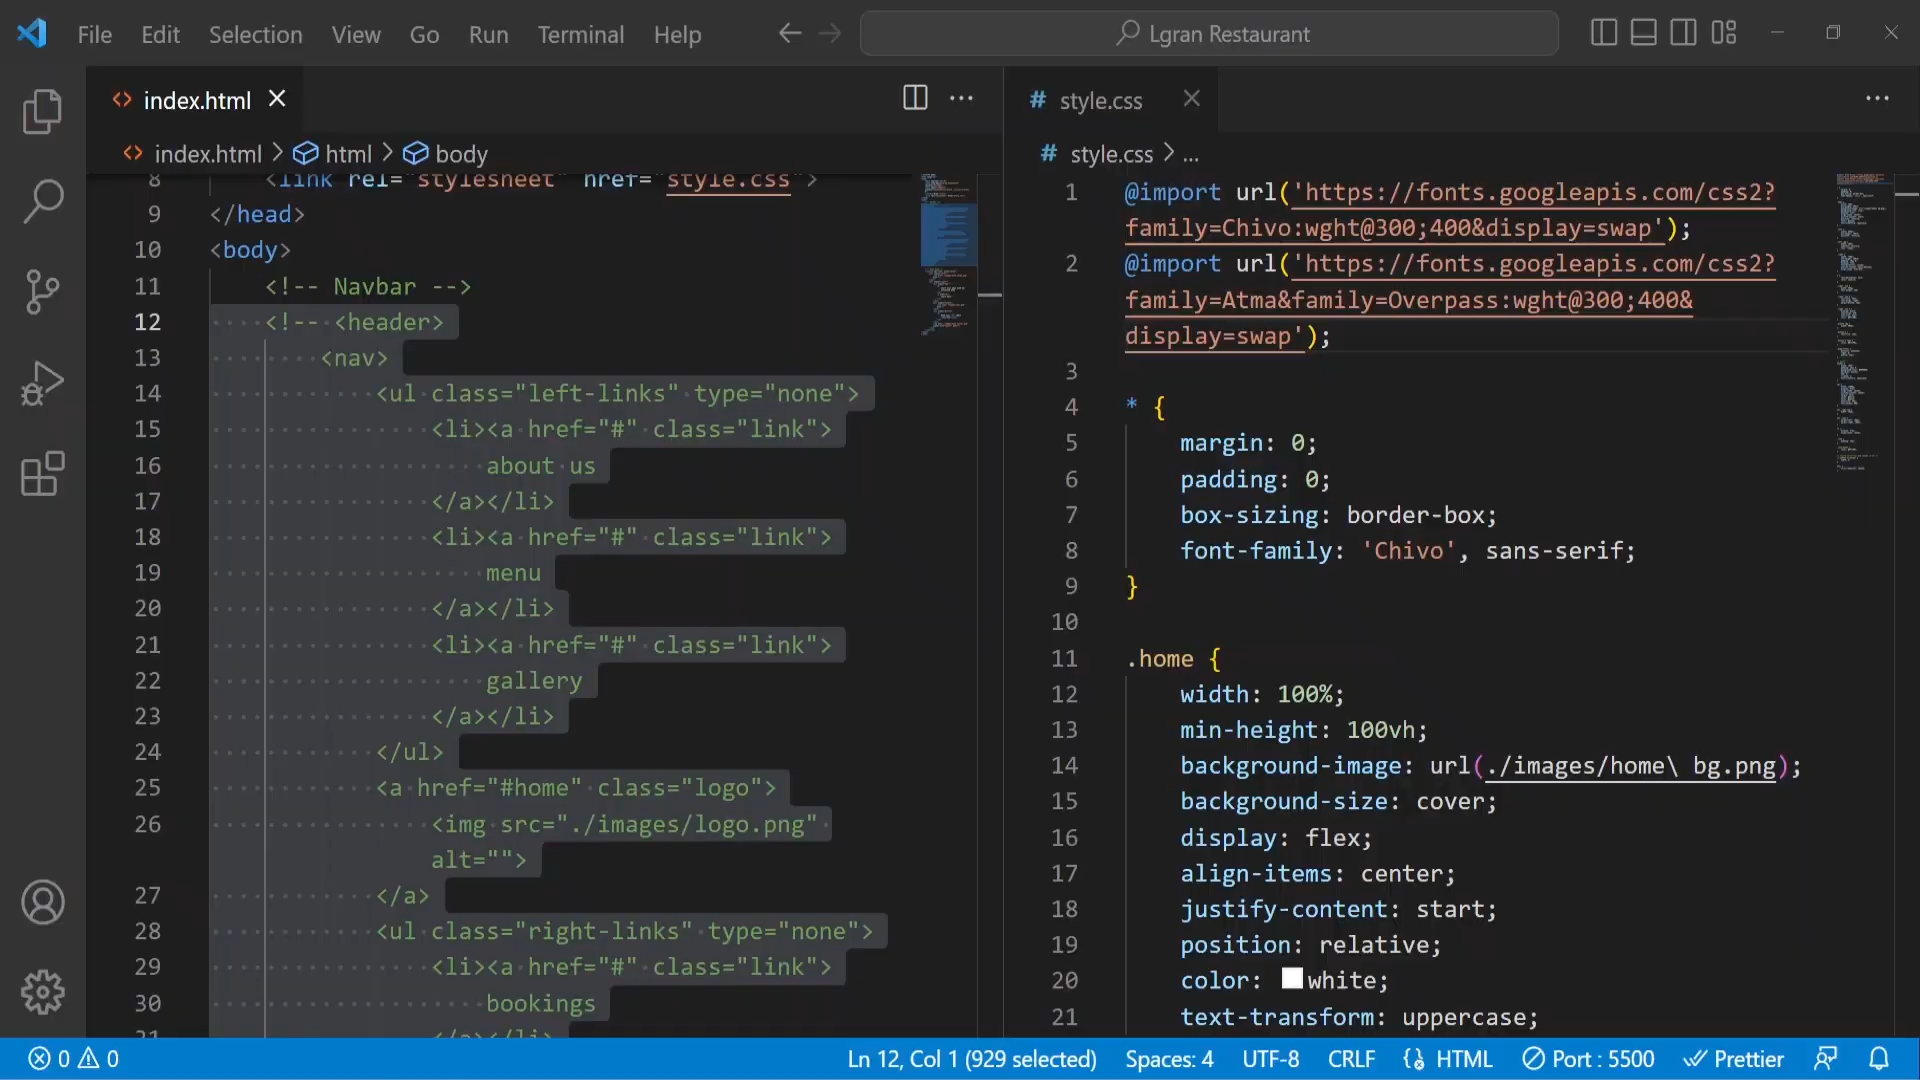 File Edit Selection View Go Run Terminal Help
Lgran Restaurant
index.html
index.html > html > body
8 <link rel="stylesheet" href="style.css">
9 </head>
10 <body>
11 <!-- Navbar -->
12 <!-- <header>
13 <nav>
14 <ul class="left-links" type="none">
15 <li><a href="#" class="link">
16 about us
17 </a></li>
18 <li><a href="#" class="link">
19 menu
20 </a></li>
21 <li><a href="#" class="link">
22 gallery
23 </a></li>
24 </ul>
25 <a href="#home" class="logo">
26 <img src="./images/logo.png"
alt="">
27 </a>
28 <ul class="right-links" type="none">
29 <li><a href="#" class="link">
30 bookings
31 </a></li>
# style.css
# style.css > ...
1 @import url('https://fonts.googleapis.com/css2?
family=Chivo:wght@300;400&display=swap');
2 @import url('https://fonts.googleapis.com/css2?
family=Atma&family=Overpass:wght@300;400&
display=swap');
3
4 * {
5 margin: 0;
6 padding: 0;
7 box-sizing: border-box;
8 font-family: 'Chivo', sans-serif;
9 }
10
11 .home {
12 width: 100%;
13 min-height: 100vh;
14 background-image: url(./images/home\ bg.png);
15 background-size: cover;
16 display: flex;
17 align-items: center;
18 justify-content: start;
19 position: relative;
20 color: white;
21 text-transform: uppercase;
0 0 Ln 12, Col 1 (929 selected) Spaces: 4 UTF-8 CRLF HTML Port : 5500 Prettier